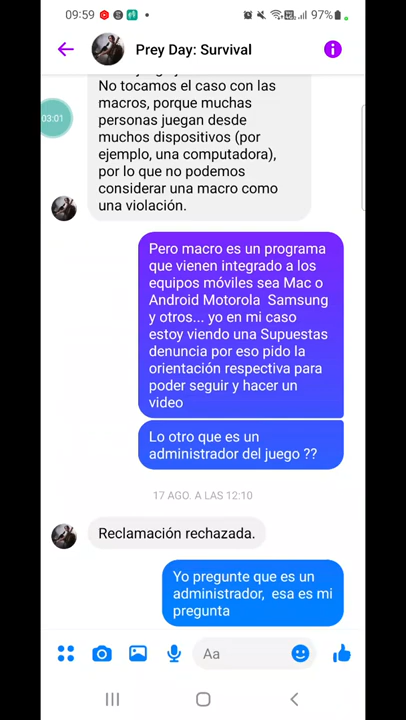 09:59
97%
Prey Day: Survival
No tocamos el caso con las
macros, porque muchas
personas juegan desde
muchos dispositivos (por
ejemplo, una computadora),
por lo que no podemos
considerar una macro como
una violación.
03:01
Pero macro es un programa
que vienen integrado a los
equipos móviles sea Mac o
Android Motorola Samsung
y otros... yo en mi caso
estoy viendo una Supuestas
denuncia por eso pido la
orientación respectiva para
poder seguir y hacer un
video
Lo otro que es un
administrador del juego ??
17 AGO. A LAS 12:10
Reclamación rechazada.
Yo pregunte que es un
administrador, esa es mi
pregunta
Aa